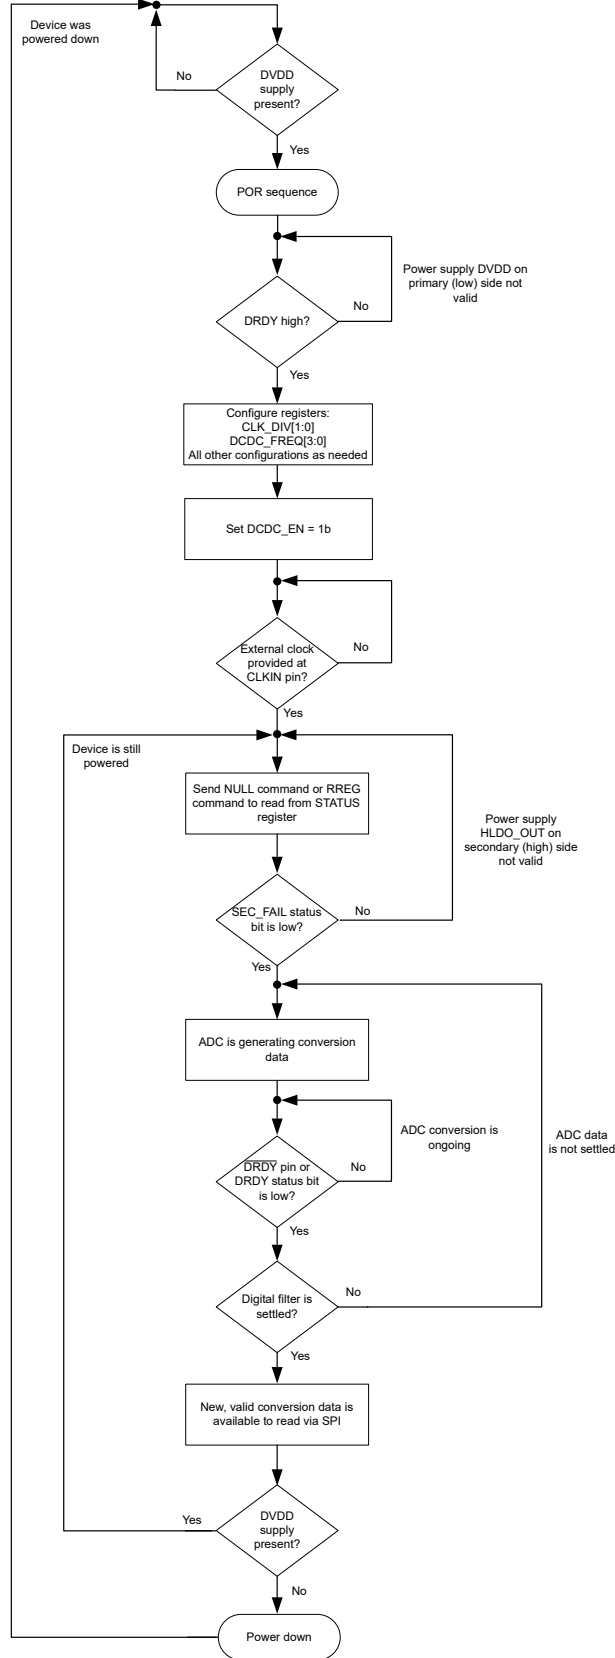 Device was
powered down
No
DVDD
supply
present?
Yes
POR sequence
Power supply DVDD on
primary (low) side not
valid
No
DRDY high?
Yes
Configure registers:
CLK_DIV[1:0]
DCDC_FREQ[3:0]
All other configurations as needed
Set DCDC_EN = 1b
No
External clock
provided at
CLKIN pin?
Yes
Device is still
powered
Send NULL command or RREG
command to read from STATUS
register
Power supply
HLDO_OUT on
secondary (high) side
not valid
No
SEC_FAIL status
bit is low?
Yes
ADC is generating conversion
data
ADC conversion is
ongoing
ADC data
is not settled
No
DRDY pin or
DRDY status bit
is low?
Yes
No
Digital filter is
settled?
Yes
New, valid conversion data is
available to read via SPI
Yes
DVDD
supply
present?
No
Power down